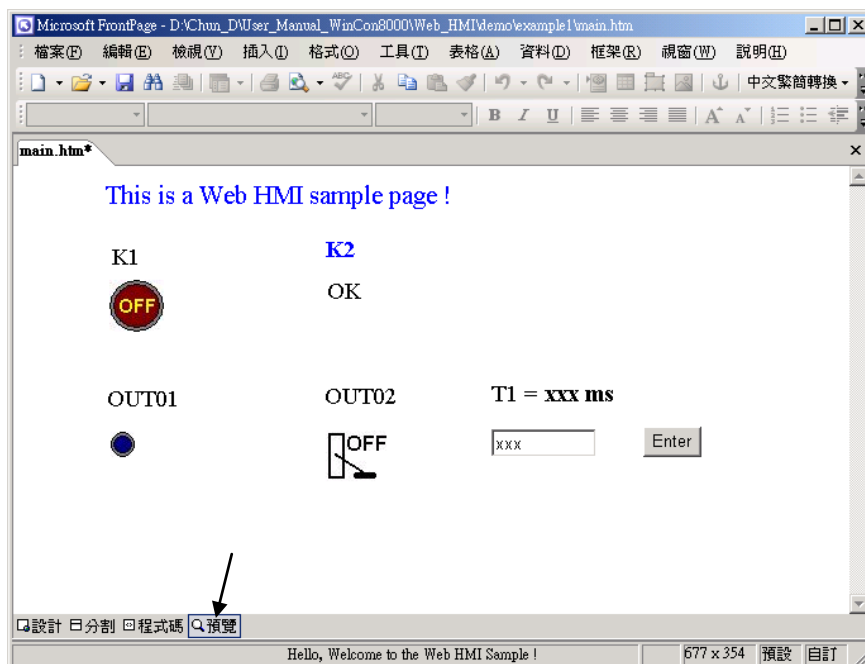 Microsoft FrontPage - D:\Chun_D\User_Manual_WinCon8000\Web_HMI\demo\example1\main.htm
檔案(F) 編輯(E) 檢視(V) 插入(I) 格式(O) 工具(T) 表格(A) 資料(D) 框架(R) 視窗(W) 說明(H)
ABC 中文繁簡轉換
B I U A A
main.htm*
This is a Web HMI sample page !
K1 K2
OFF OK
OUT01 OUT02 T1 = xxx ms
OFF xxx Enter
設計 分割 程式碼 預覽
Hello, Welcome to the Web HMI Sample ! 677 x 354 預設 自訂